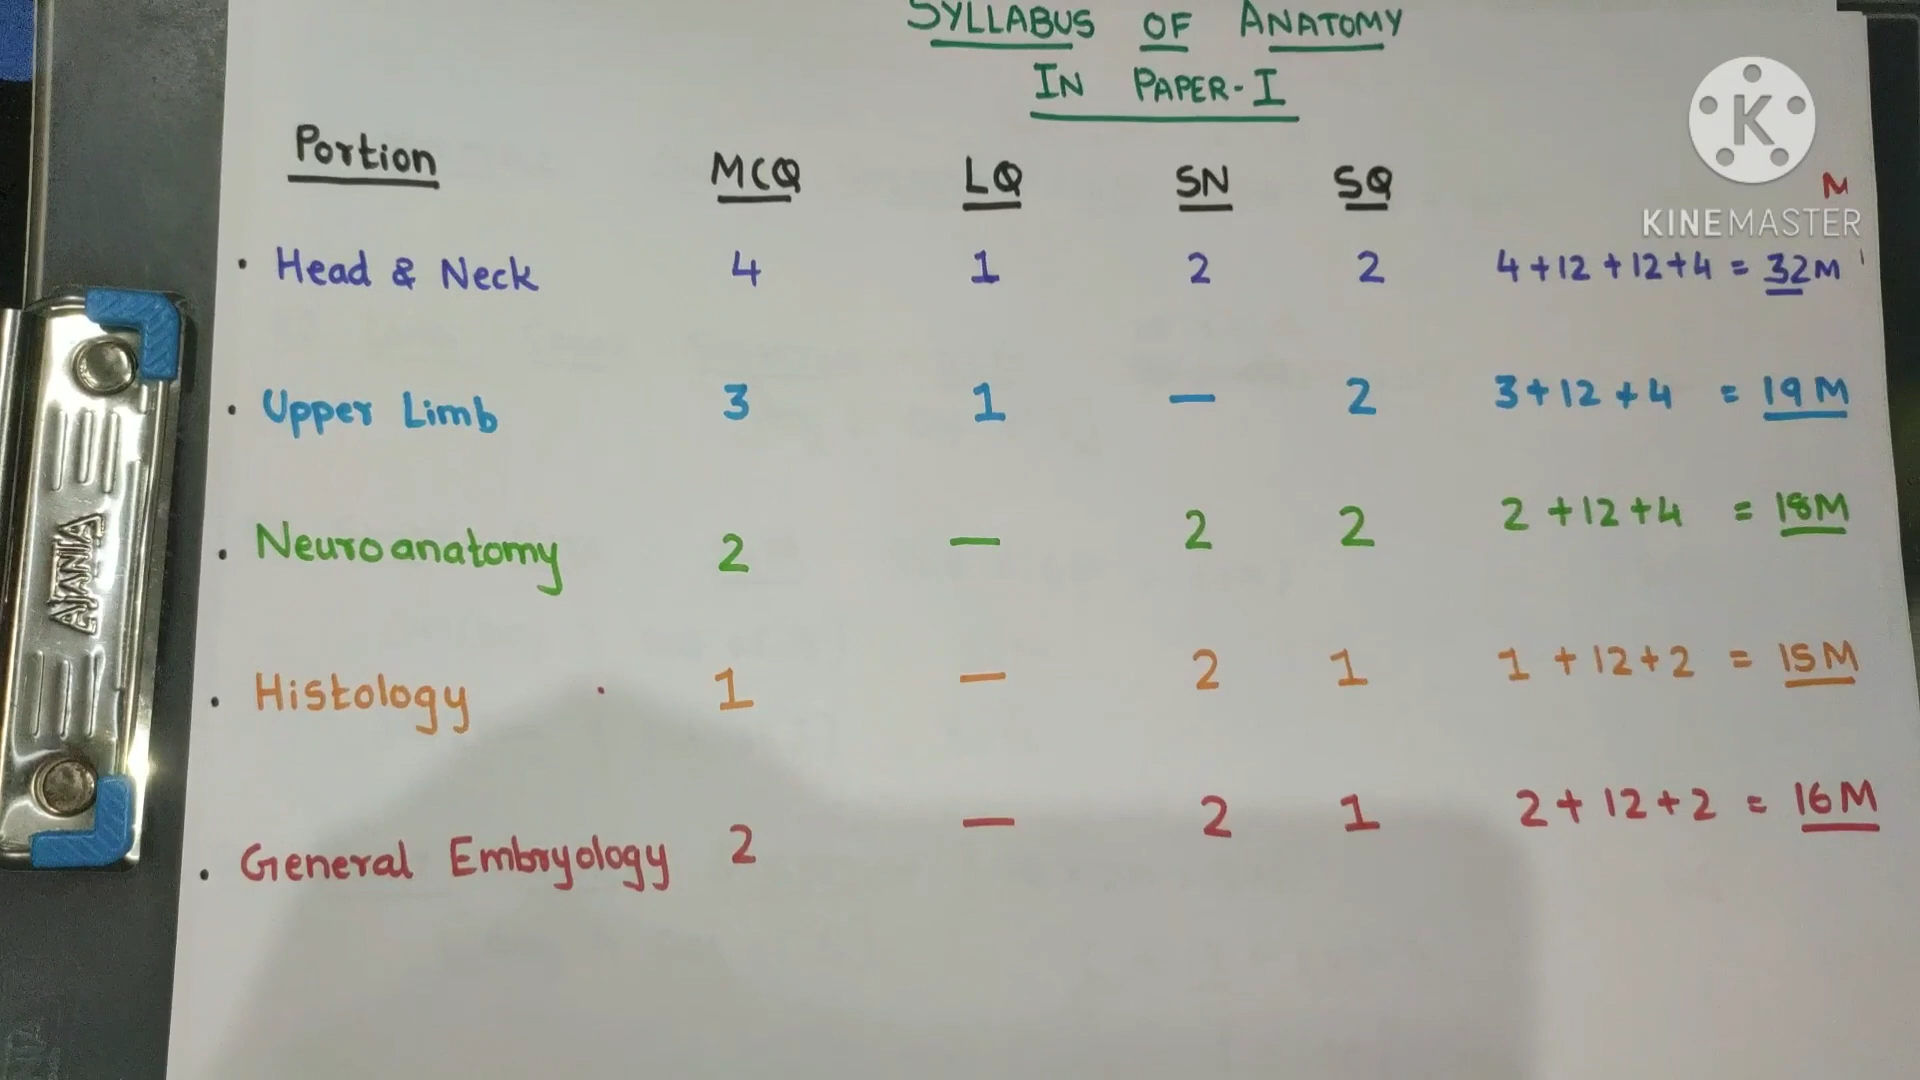 SYLLABUS OF ANATOMY
IN PAPER-I
Portion MCQ LQ SN SQ M
• Head & Neck 4 1 2 2 4+12+12+4 = 32M
• Upper Limb 3 1 — 2 3+12+4 = 19M
• Neuroanatomy 2 — 2 2 2+12+4 = 18M
• Histology 1 — 2 1 1+12+2 = 15M
• General Embryology 2 — 2 1 2+12+2 = 16M
K
KINEMASTER
AJANTA